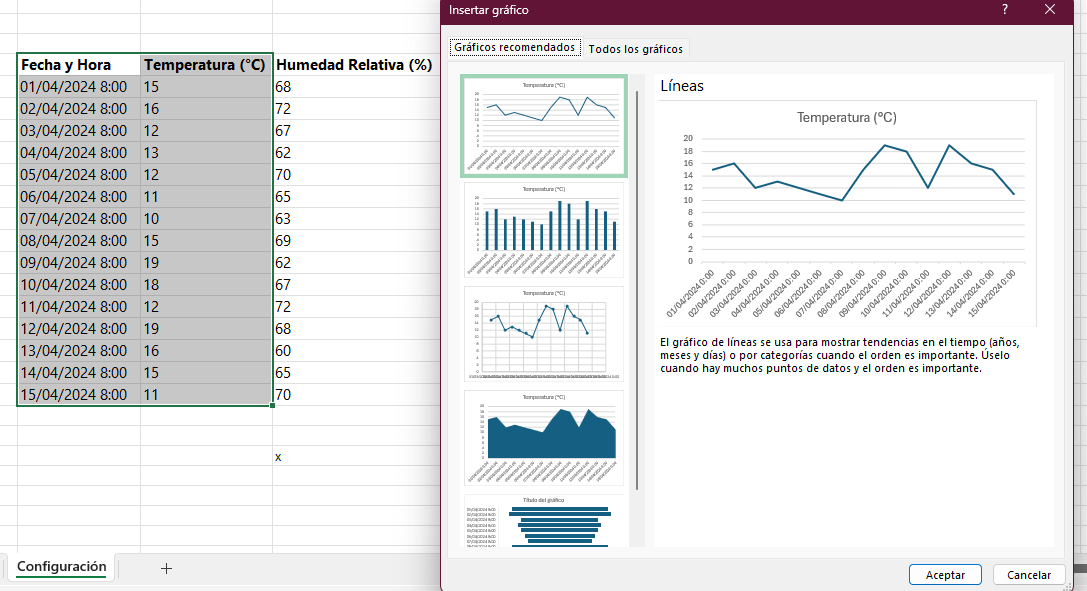 Fecha y Hora Temperatura (°C) Humedad Relativa (%)
01/04/2024 8:00 15 68
02/04/2024 8:00 16 72
03/04/2024 8:00 12 67
04/04/2024 8:00 13 62
05/04/2024 8:00 12 70
06/04/2024 8:00 11 65
07/04/2024 8:00 10 63
08/04/2024 8:00 15 69
09/04/2024 8:00 19 62
10/04/2024 8:00 18 67
11/04/2024 8:00 12 72
12/04/2024 8:00 19 68
13/04/2024 8:00 16 60
14/04/2024 8:00 15 65
15/04/2024 8:00 11 70
x
Configuración +
Insertar gráfico ?
Gráficos recomendados Todos los gráficos
Temperatura (°C)
Temperatura (°C)
Temperatura (°C)
Temperatura (°C)
Título del gráfico
Líneas
Temperatura (°C)
20
18
16
14
12
10
8
6
4
2
0
01/04/2024 0:00
02/04/2024 0:00
03/04/2024 0:00
04/04/2024 0:00
05/04/2024 0:00
06/04/2024 0:00
07/04/2024 0:00
08/04/2024 0:00
09/04/2024 0:00
10/04/2024 0:00
11/04/2024 0:00
12/04/2024 0:00
13/04/2024 0:00
14/04/2024 0:00
15/04/2024 0:00
El gráfico de líneas se usa para mostrar tendencias en el tiempo (años,
meses y días) o por categorías cuando el orden es importante. Úselo
cuando hay muchos puntos de datos y el orden es importante.
Aceptar Cancelar